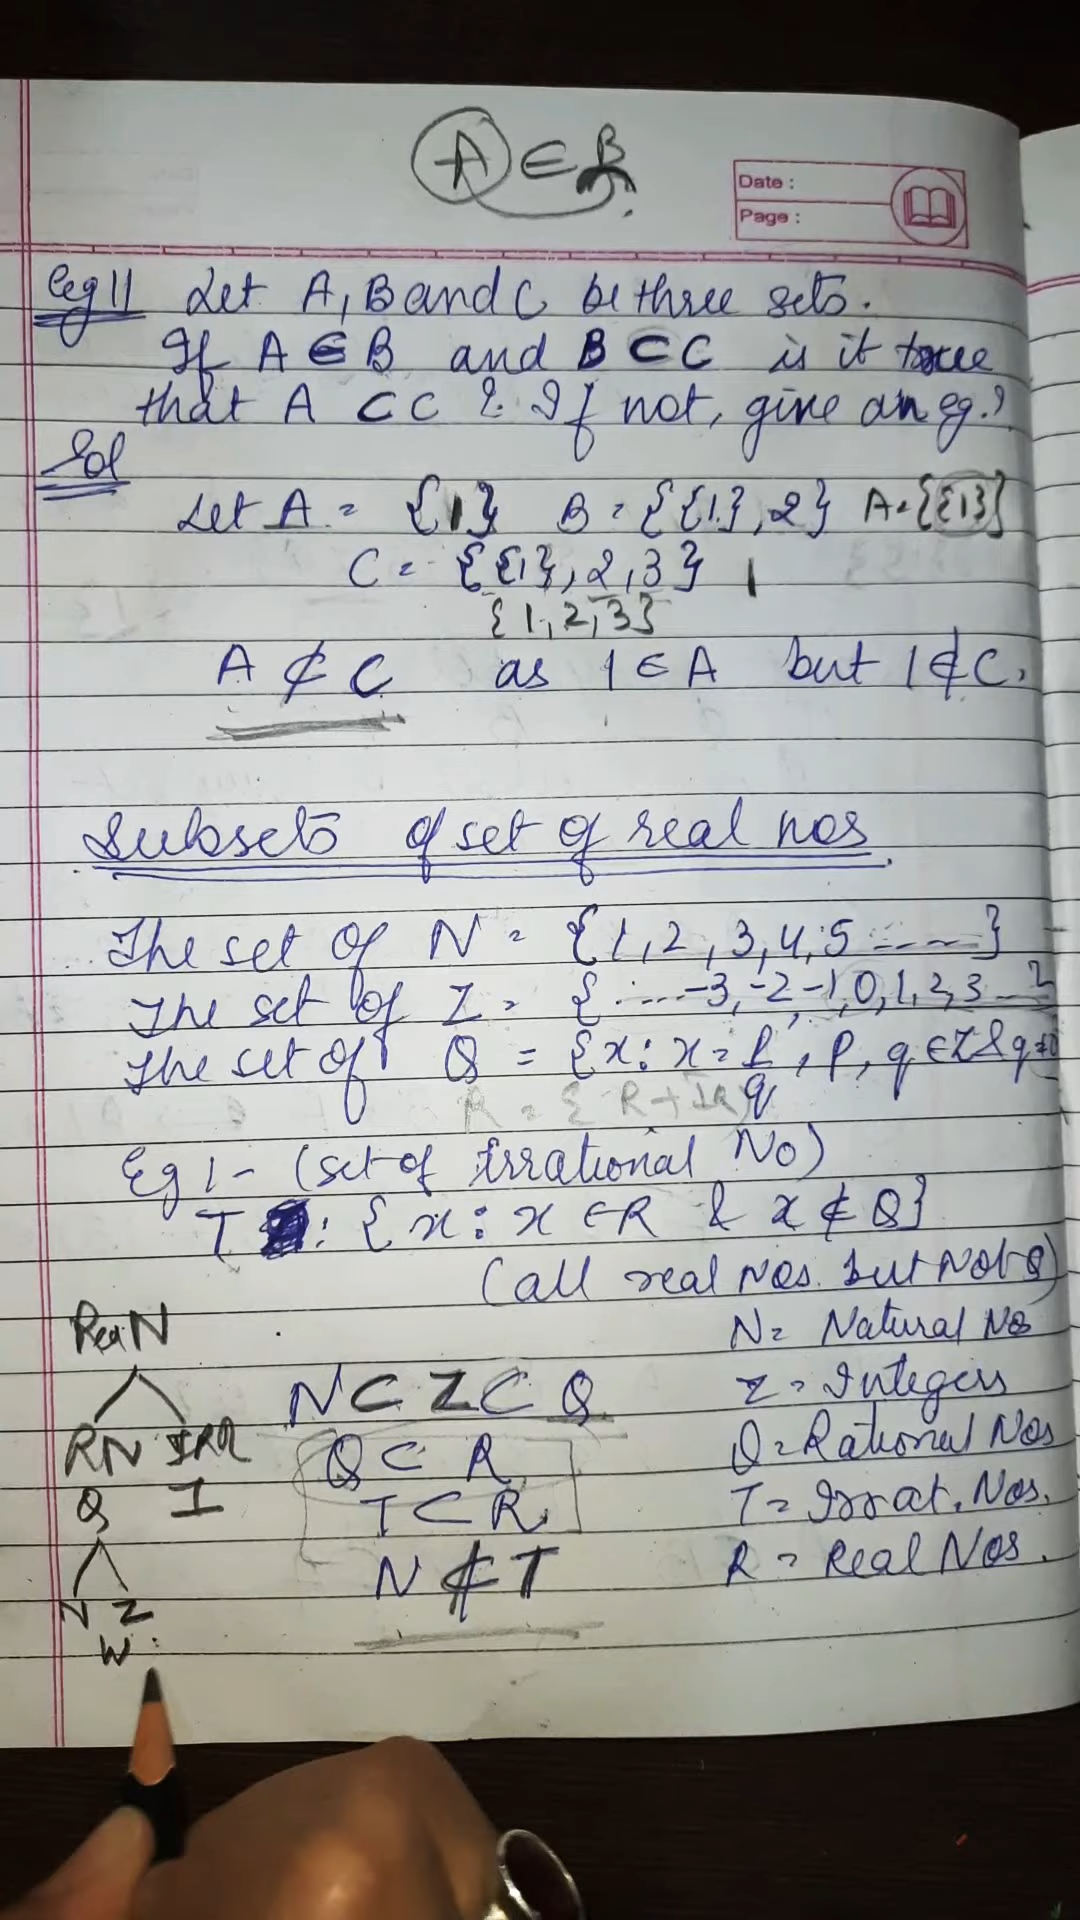 A ∈ B
Date :
Page :
Eg 11 Let A, B and C be three sets.
If A ∈ B and B ⊂ C is it true
that A ⊂ C ? If not, give an eg.?
Sol
Let A = {1} B = {{1}, 2} A = {{1}}
C = {{1}, 2, 3}
{1, 2, 3}
A ⊄ C as 1 ∈ A but 1 ∉ C.
Subsets of set of real nos
The set of N = {1, 2, 3, 4, 5 ......}
The set of Z = {.....-3, -2, -1, 0, 1, 2, 3 ...}
The set of Q = {x : x = p/q, p, q ∈ Z & q ≠ 0
R = { R + IR
Eg 1 - (set of Irrational No)
T : {x : x ∈ R & x ∉ Q}
(all real Nos. but Not Q)
Real N
N = Natural Nos
N ⊂ Z ⊂ Q
Z = Integers
RN IRR
Q ⊂ R
Q = Rational Nos
Q I
T ⊂ R
T = Irrat. Nos.
N ⊄ T
R = Real Nos.
N Z
W